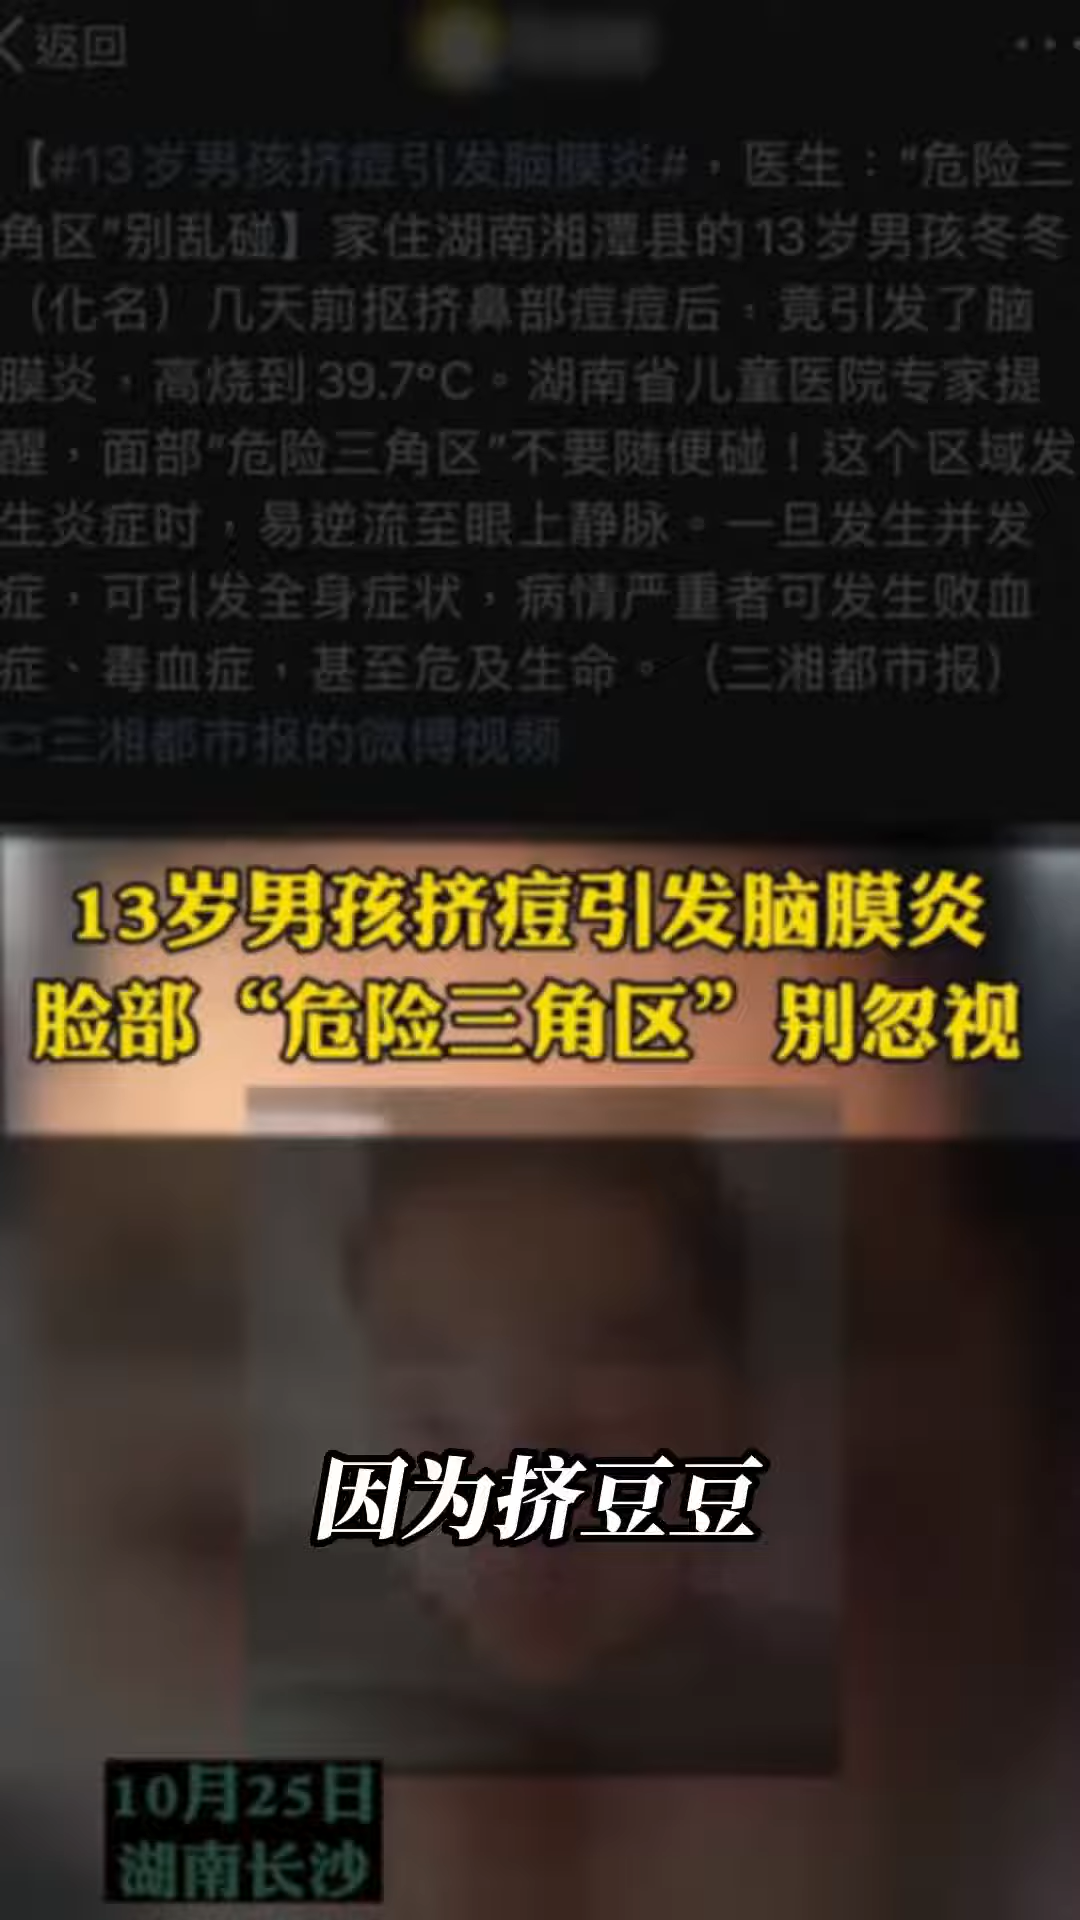 返回
【#13岁男孩挤痘引发脑膜炎#，医生："危险三
角区"别乱碰】家住湖南湘潭县的13岁男孩冬冬
（化名）几天前抠挤鼻部痘痘后，竟引发了脑
膜炎，高烧到39.7°C。湖南省儿童医院专家提
醒，面部"危险三角区"不要随便碰！这个区域发
生炎症时，易逆流至眼上静脉。一旦发生并发
症，可引发全身症状，病情严重者可发生败血
症、毒血症，甚至危及生命。（三湘都市报）
三湘都市报的微博视频
13岁男孩挤痘引发脑膜炎
脸部“危险三角区”别忽视
因为挤豆豆
10月25日
湖南长沙